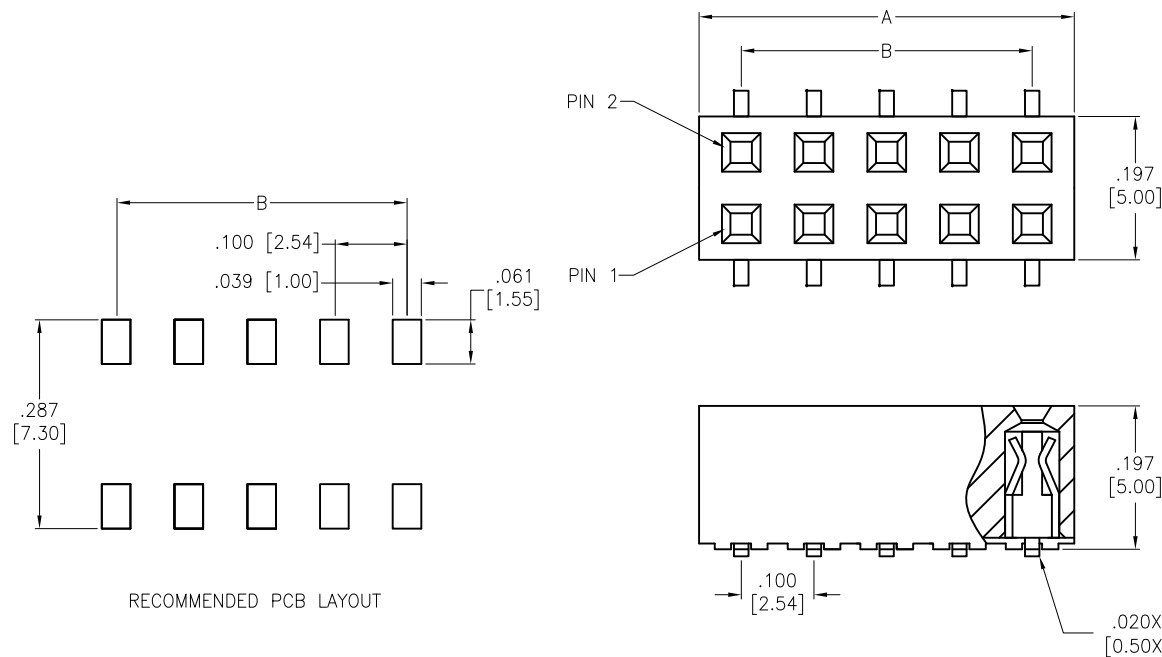 A
B
PIN 2
.197
[5.00]
PIN 1
B
.100 [2.54]
.039 [1.00]
.061
[1.55]
.287
[7.30]
RECOMMENDED PCB LAYOUT
.197
[5.00]
.100
[2.54]
.020X
[0.50X